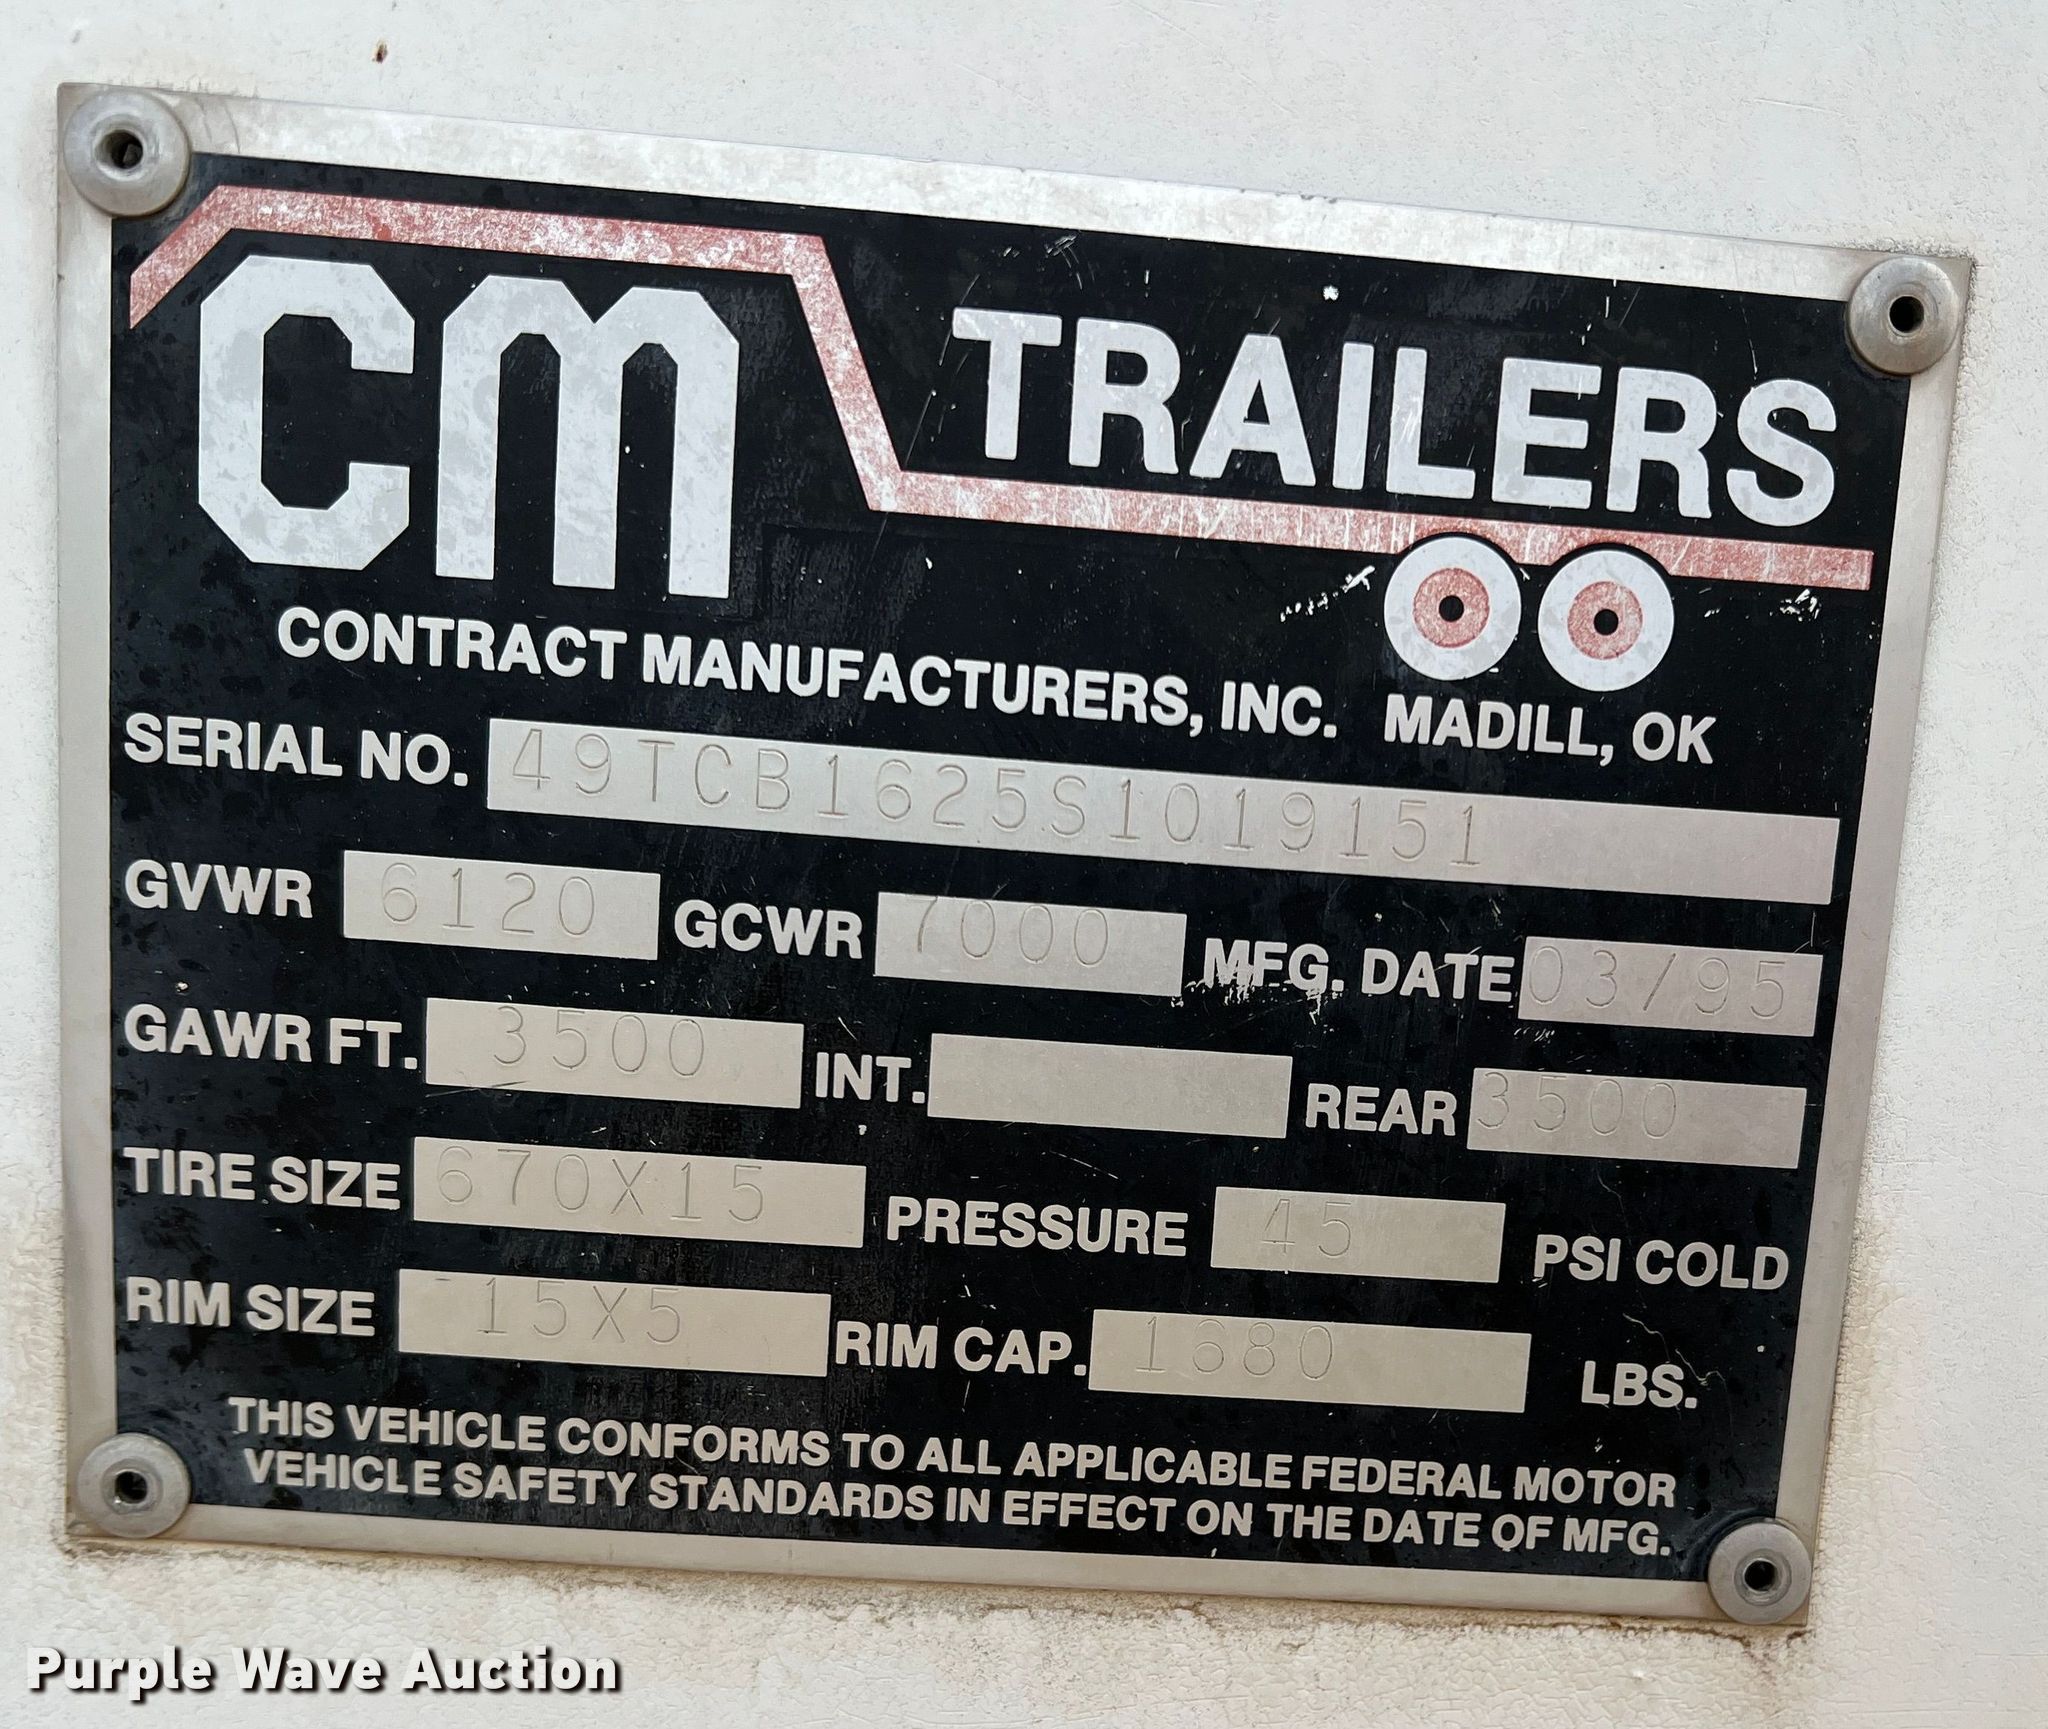 CM TRAILERS
CONTRACT MANUFACTURERS, INC. MADILL, OK
SERIAL NO. 49TCB1625S1019151
GVWR 6120 GCWR 7000 MFG. DATE 03/95
GAWR FT. 3500 INT. REAR 3500
TIRE SIZE 670X15 PRESSURE 45 PSI COLD
RIM SIZE 15X5 RIM CAP. 1680 LBS.
THIS VEHICLE CONFORMS TO ALL APPLICABLE FEDERAL MOTOR
VEHICLE SAFETY STANDARDS IN EFFECT ON THE DATE OF MFG.
Purple Wave Auction